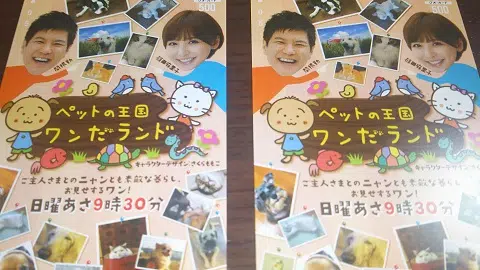 ペットの王国
ワンだランド
キャラクターデザイン:さくらももこ
ご主人さまとのニャンとも素敵な暮らし、
お見せするワン!
日曜あさ9時30分
ペットの王国
ワンだランド
キャラクターデザイン:さくらももこ
ご主人さまとのニャンとも素敵な暮らし、
お見せするワン!
日曜あさ9時30分